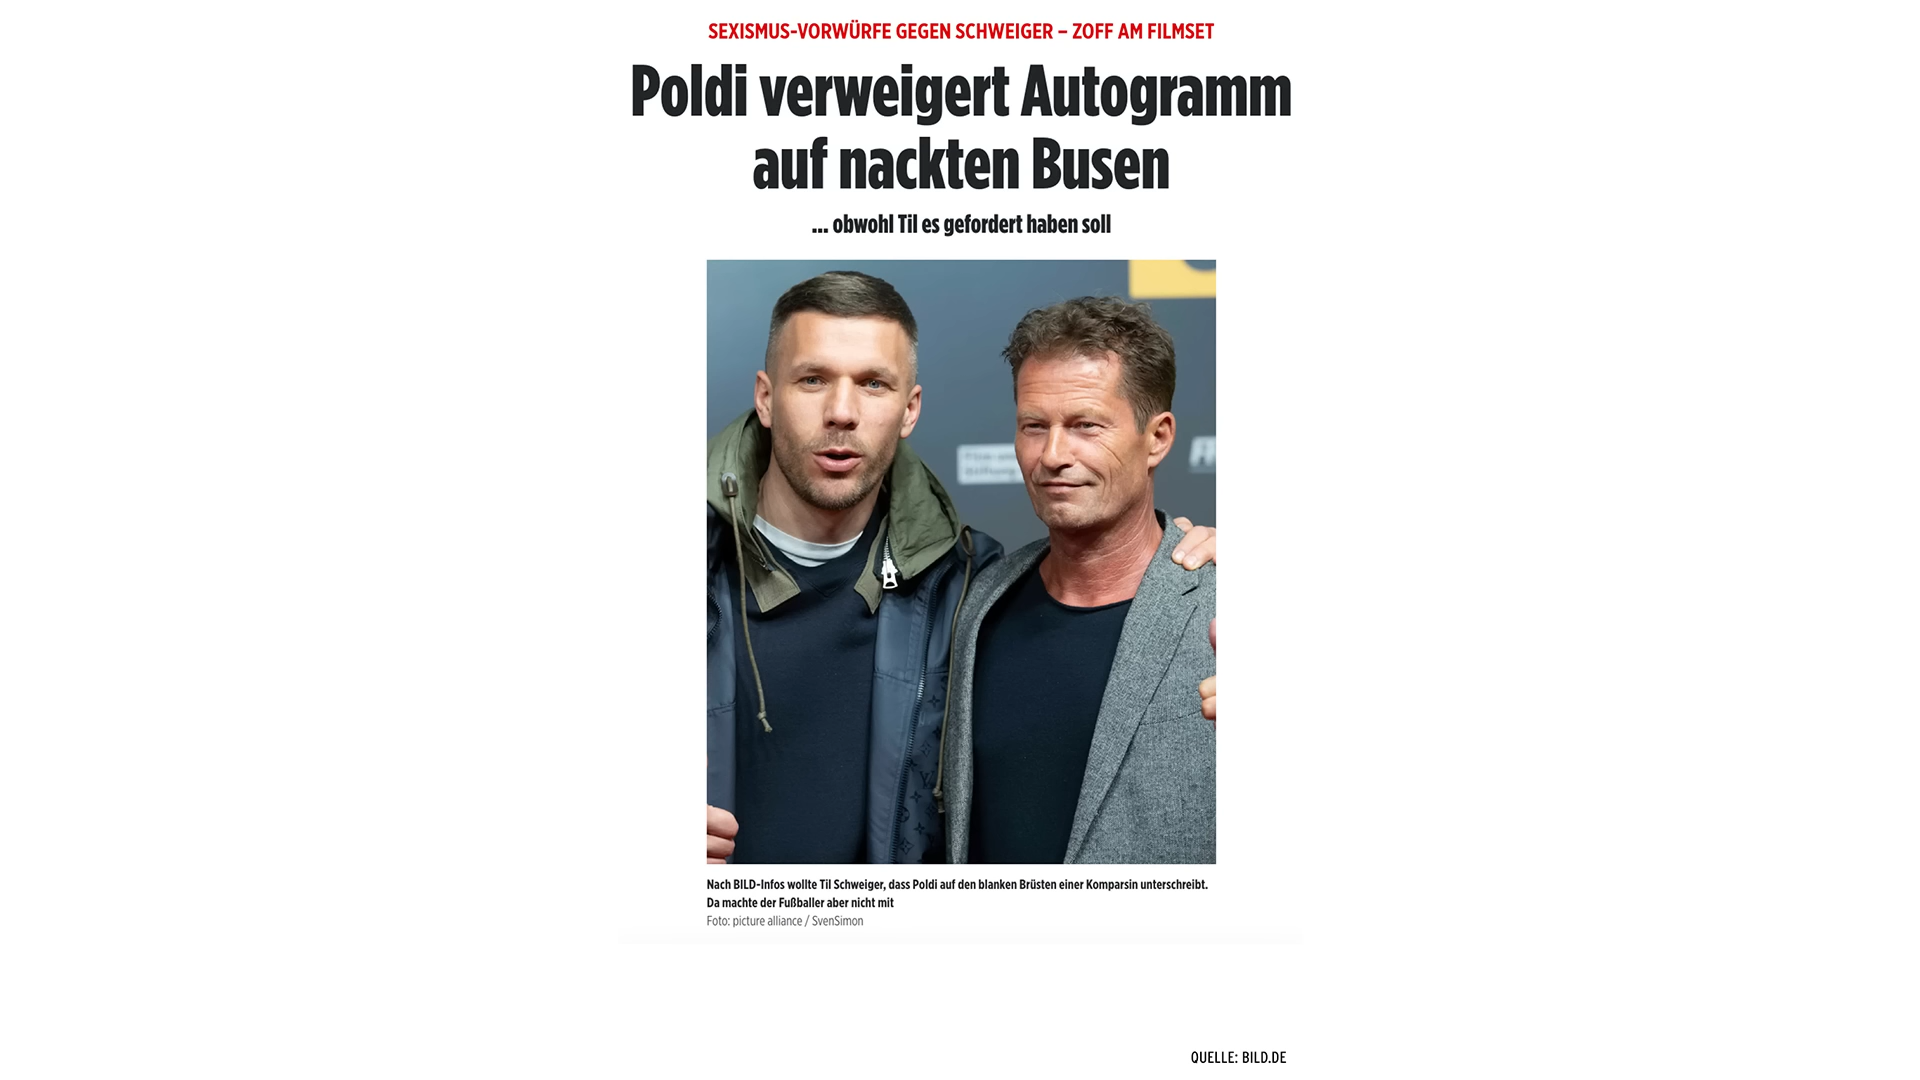 SEXISMUS-VORWÜRFE GEGEN SCHWEIGER – ZOFF AM FILMSET
Poldi verweigert Autogramm
auf nackten Busen
... obwohl Til es gefordert haben soll
Nach BILD-Infos wollte Til Schweiger, dass Poldi auf den blanken Brüsten einer Komparsin unterschreibt.
Da machte der Fußballer aber nicht mit
Foto: picture alliance / SvenSimon
QUELLE: BILD.DE